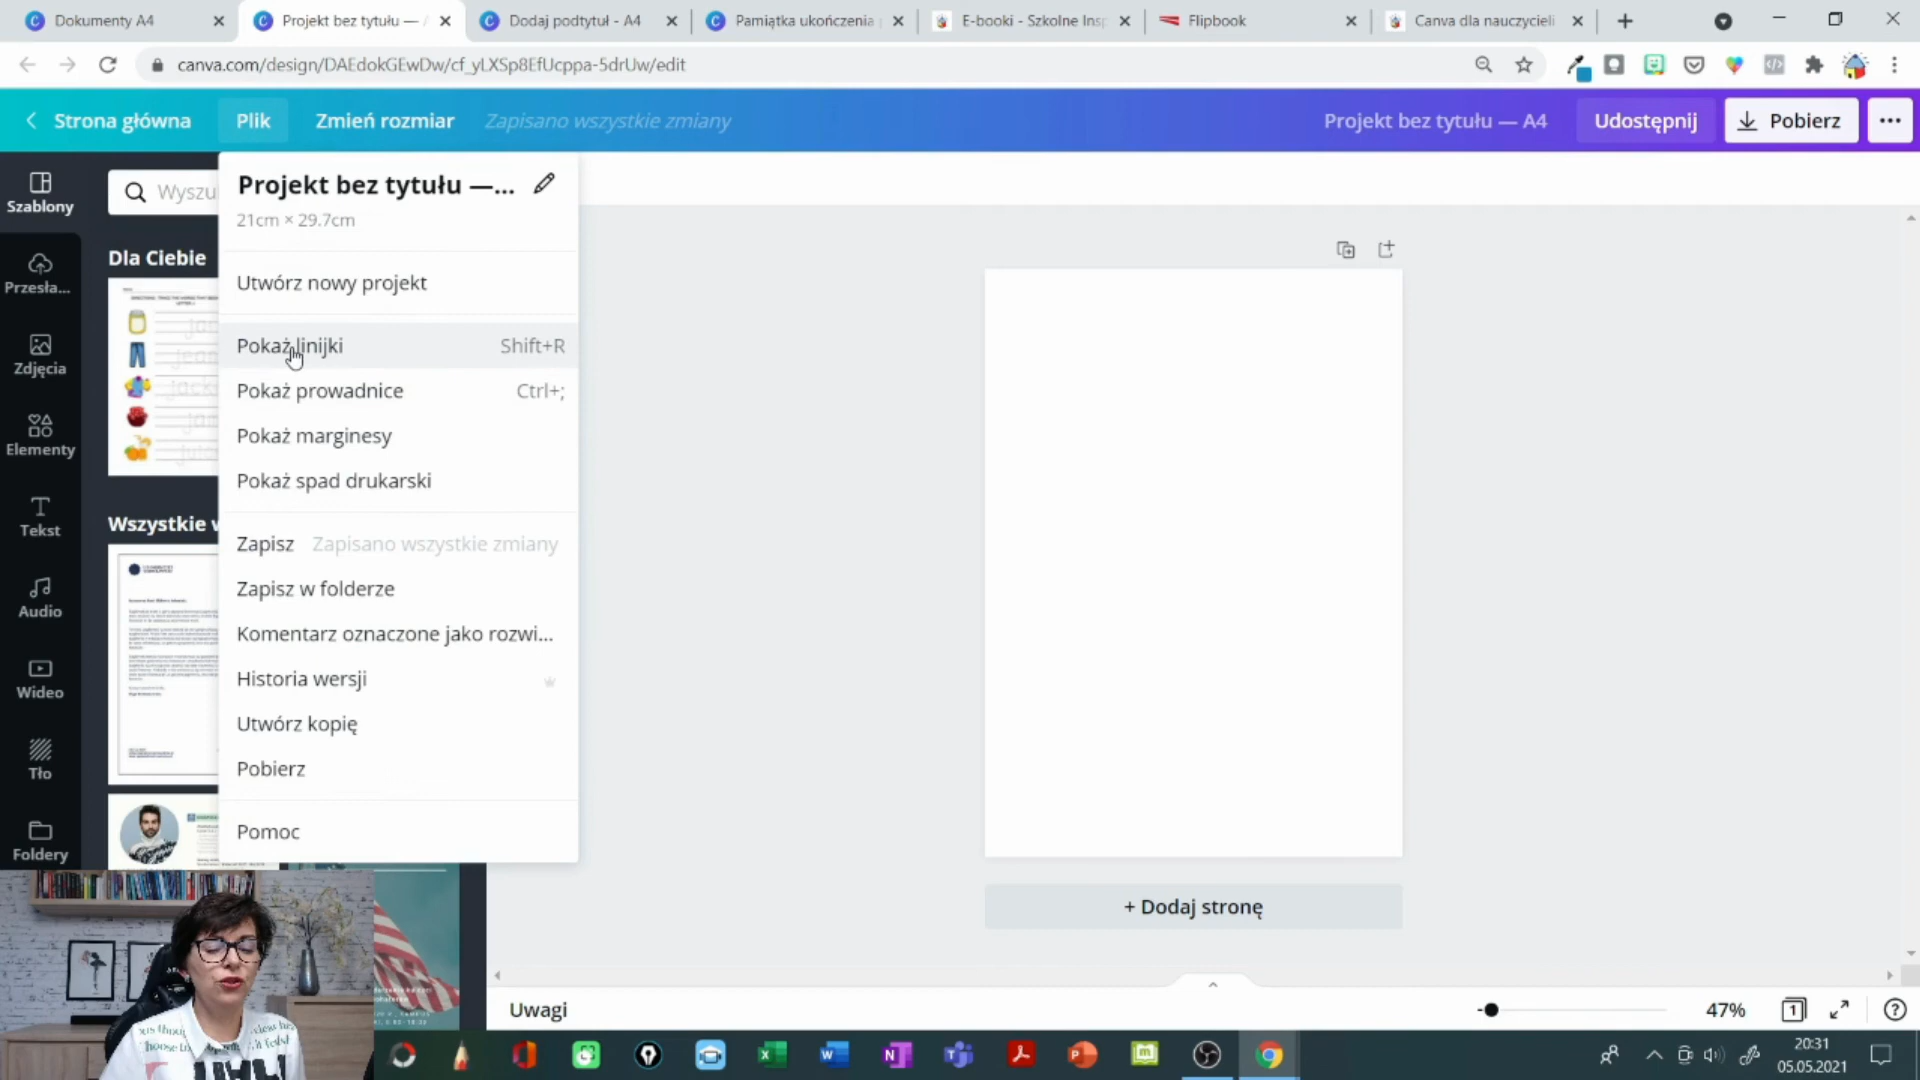 Dokumenty A4
Projekt bez tytułu — A
Dodaj podtytuł - A4
Pamiątka ukończenia
E-booki - Szkolne Insp
Flipbook
Canva dla nauczycieli
canva.com/design/DAEdokGEwDw/cf_yLXSp8EfUcppa-5drUw/edit
Strona główna
Plik
Zmień rozmiar
Zapisano wszystkie zmiany
Projekt bez tytułu — A4
Udostępnij
Pobierz
Szablony
Przesła...
Zdjęcia
Elementy
Tekst
Audio
Wideo
Tło
Foldery
Wyszu
Dla Ciebie
Wszystkie w
Projekt bez tytułu —...
21cm × 29.7cm
Utwórz nowy projekt
Pokaż linijki Shift+R
Pokaż prowadnice Ctrl+;
Pokaż marginesy
Pokaż spad drukarski
Zapisz Zapisano wszystkie zmiany
Zapisz w folderze
Komentarz oznaczone jako rozwi...
Historia wersji
Utwórz kopię
Pobierz
Pomoc
+ Dodaj stronę
Uwagi
47%
1
20:31
05.05.2021